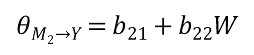 θ_{M_2→Y} = b_{21} + b_{22}W